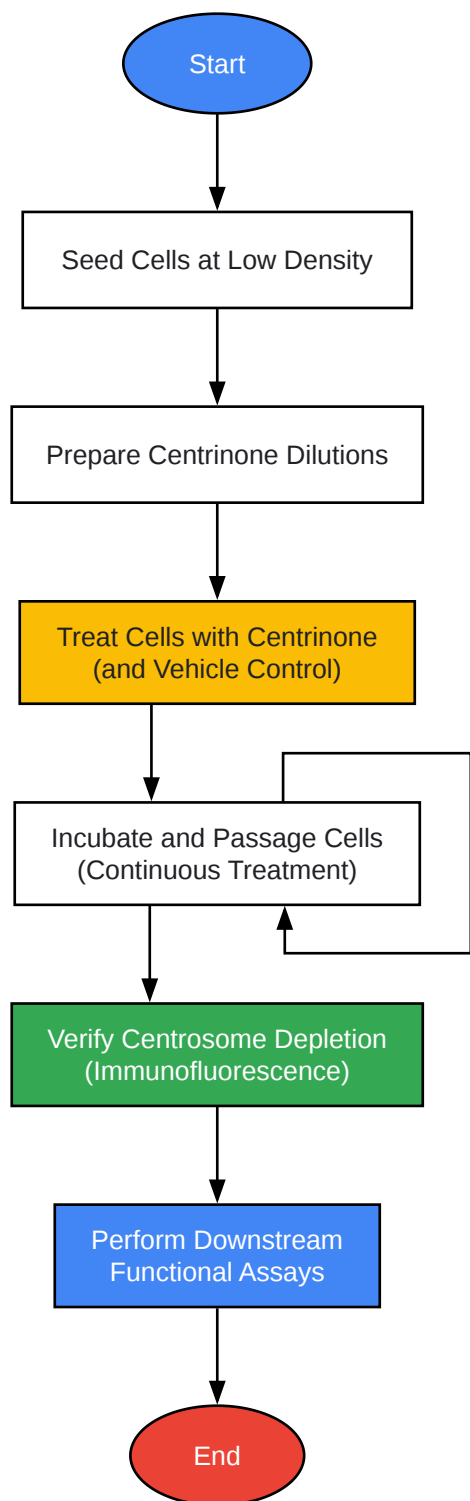 Start
Seed Cells at Low Density
Prepare Centrinone Dilutions
Treat Cells with Centrinone
(and Vehicle Control)
Incubate and Passage Cells
(Continuous Treatment)
Verify Centrosome Depletion
(Immunofluorescence)
Perform Downstream
Functional Assays
End